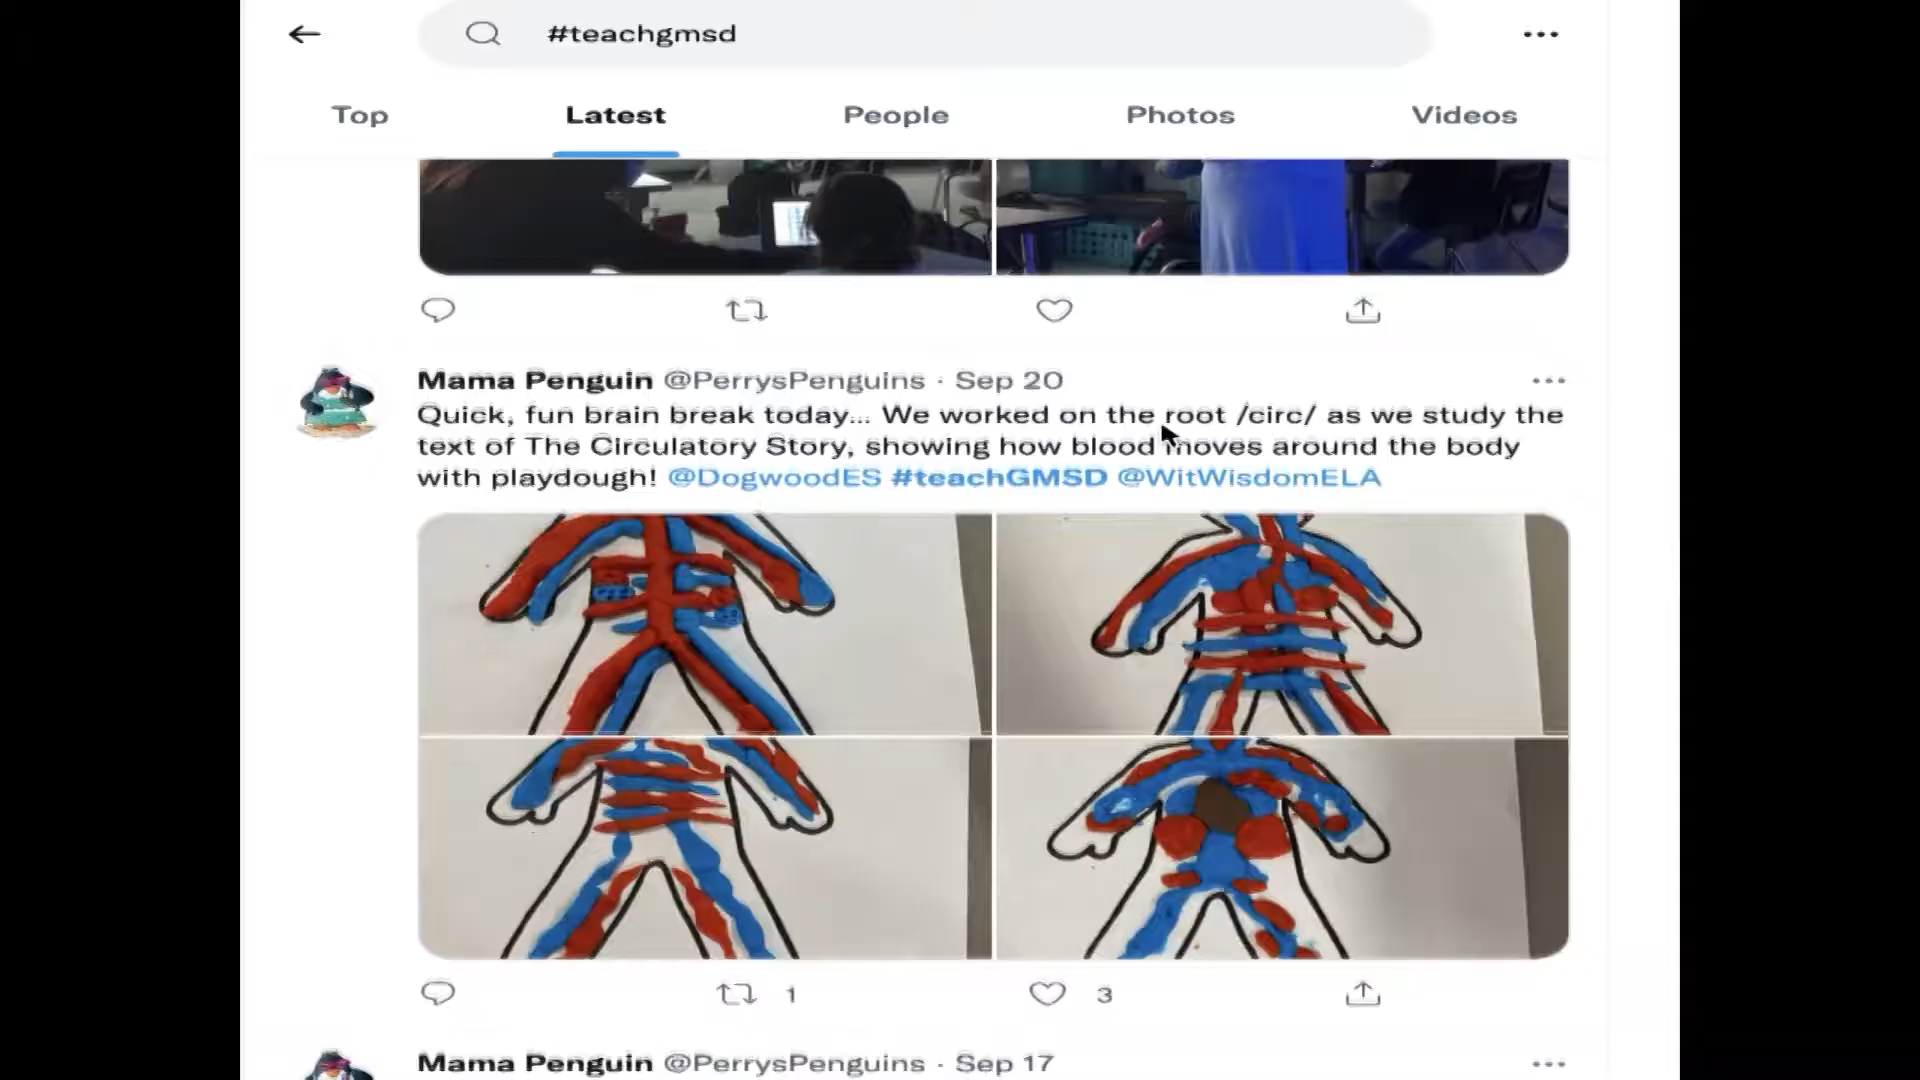 #teachgmsd
Top Latest People Photos Videos
Mama Penguin @PerrysPenguins · Sep 20
Quick, fun brain break today... We worked on the root /circ/ as we study the
text of The Circulatory Story, showing how blood moves around the body
with playdough! @DogwoodES #teachGMSD @WitWisdomELA
1 3
Mama Penguin @PerrysPenguins · Sep 17